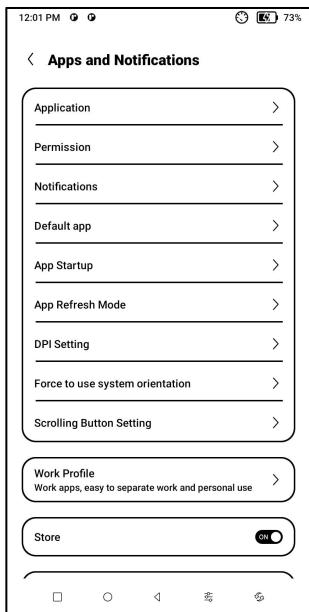 12:01 PM 73%
Apps and Notifications
Application
Permission
Notifications
Default app
App Startup
App Refresh Mode
DPI Setting
Force to use system orientation
Scrolling Button Setting
Work Profile
Work apps, easy to separate work and personal use
Store ON